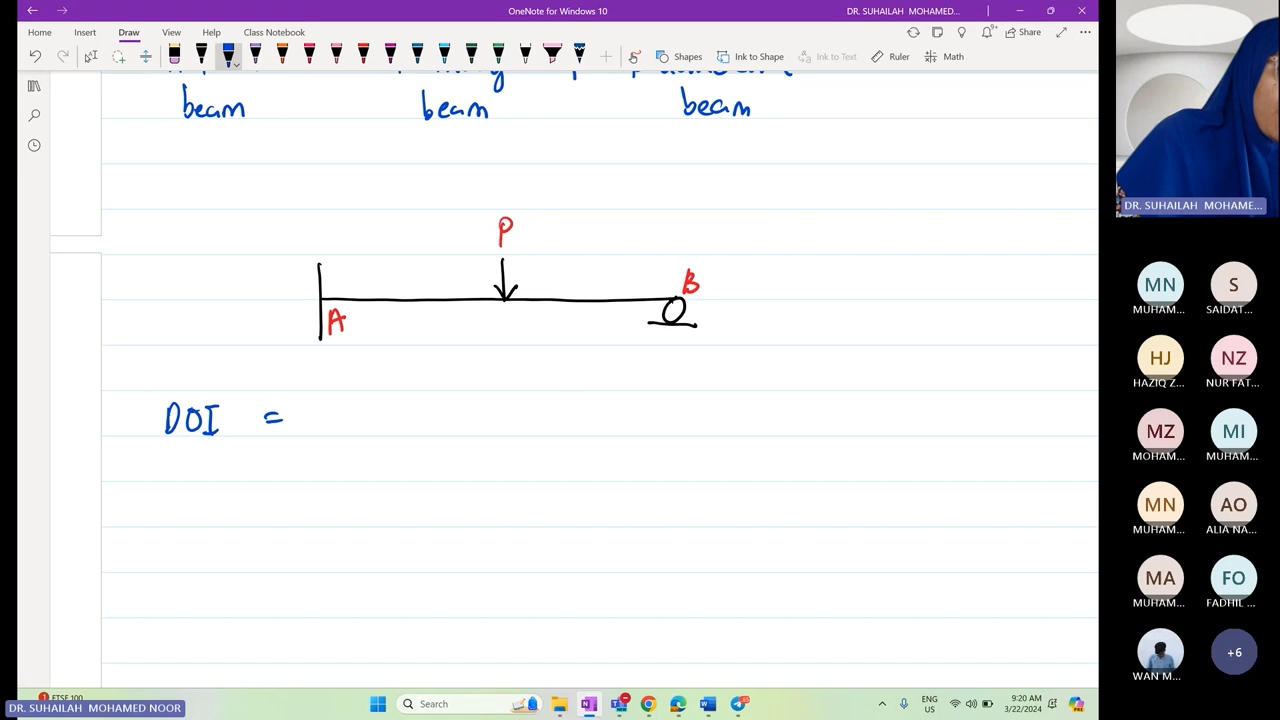 OneNote for Windows 10
DR. SUHAILAH MOHAMED...
Home Insert Draw View Help Class Notebook
Share
Shapes Ink to Shape Ink to Text Ruler Math
beam beam beam
P
B
A
DOI =
DR. SUHAILAH MOHAME...
MN S
MUHAM... SAIDAT...
HJ NZ
HAZIQ Z... NUR FAT...
MZ MI
MOHAM... MUHAM...
MN AO
MUHAM... ALIA NA...
MA FO
MUHAM... FADHIL ...
+6
WAN M...
FTSE 100
DR. SUHAILAH MOHAMED NOOR
Search
ENG
US
9:20 AM
3/22/2024